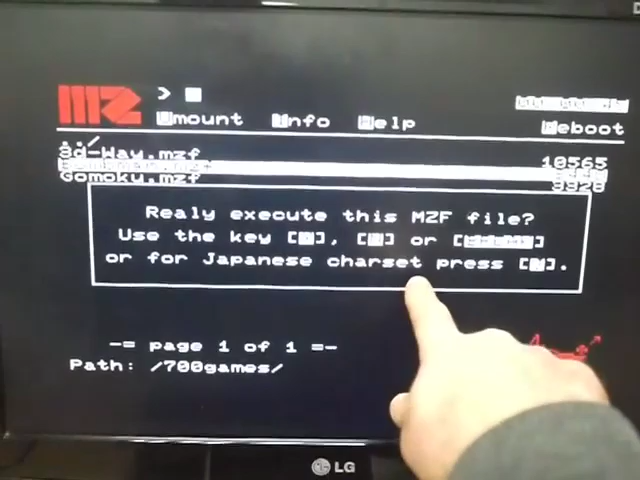 MZ
>
Umount Info Help
Reboot
../
3d-Way.mzf 10565
Gomoku.mzf 3328
Realy execute this MZF file?
Use the key [ ], [ ] or [ ]
or for Japanese charset press [ ].
-= page 1 of 1 =-
Path: /700games/
LG